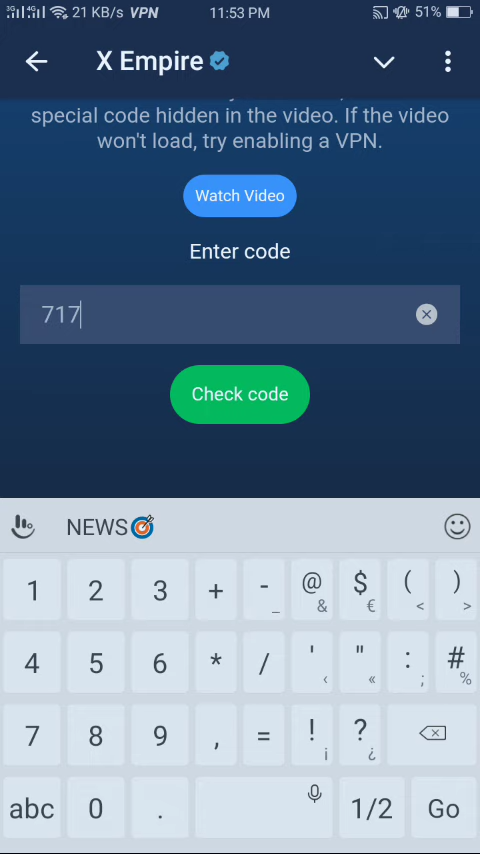 3G 4G 21 KB/s VPN 11:53 PM 51%
X Empire
special code hidden in the video. If the video
won't load, try enabling a VPN.
Watch Video
Enter code
717
Check code
NEWS
1 2 3 + - _ @ & $ € ( < ) >
4 5 6 * / ' ‹ " « : ; # %
7 8 9 , = ! ¡ ? ¿
abc 0 . 1/2 Go